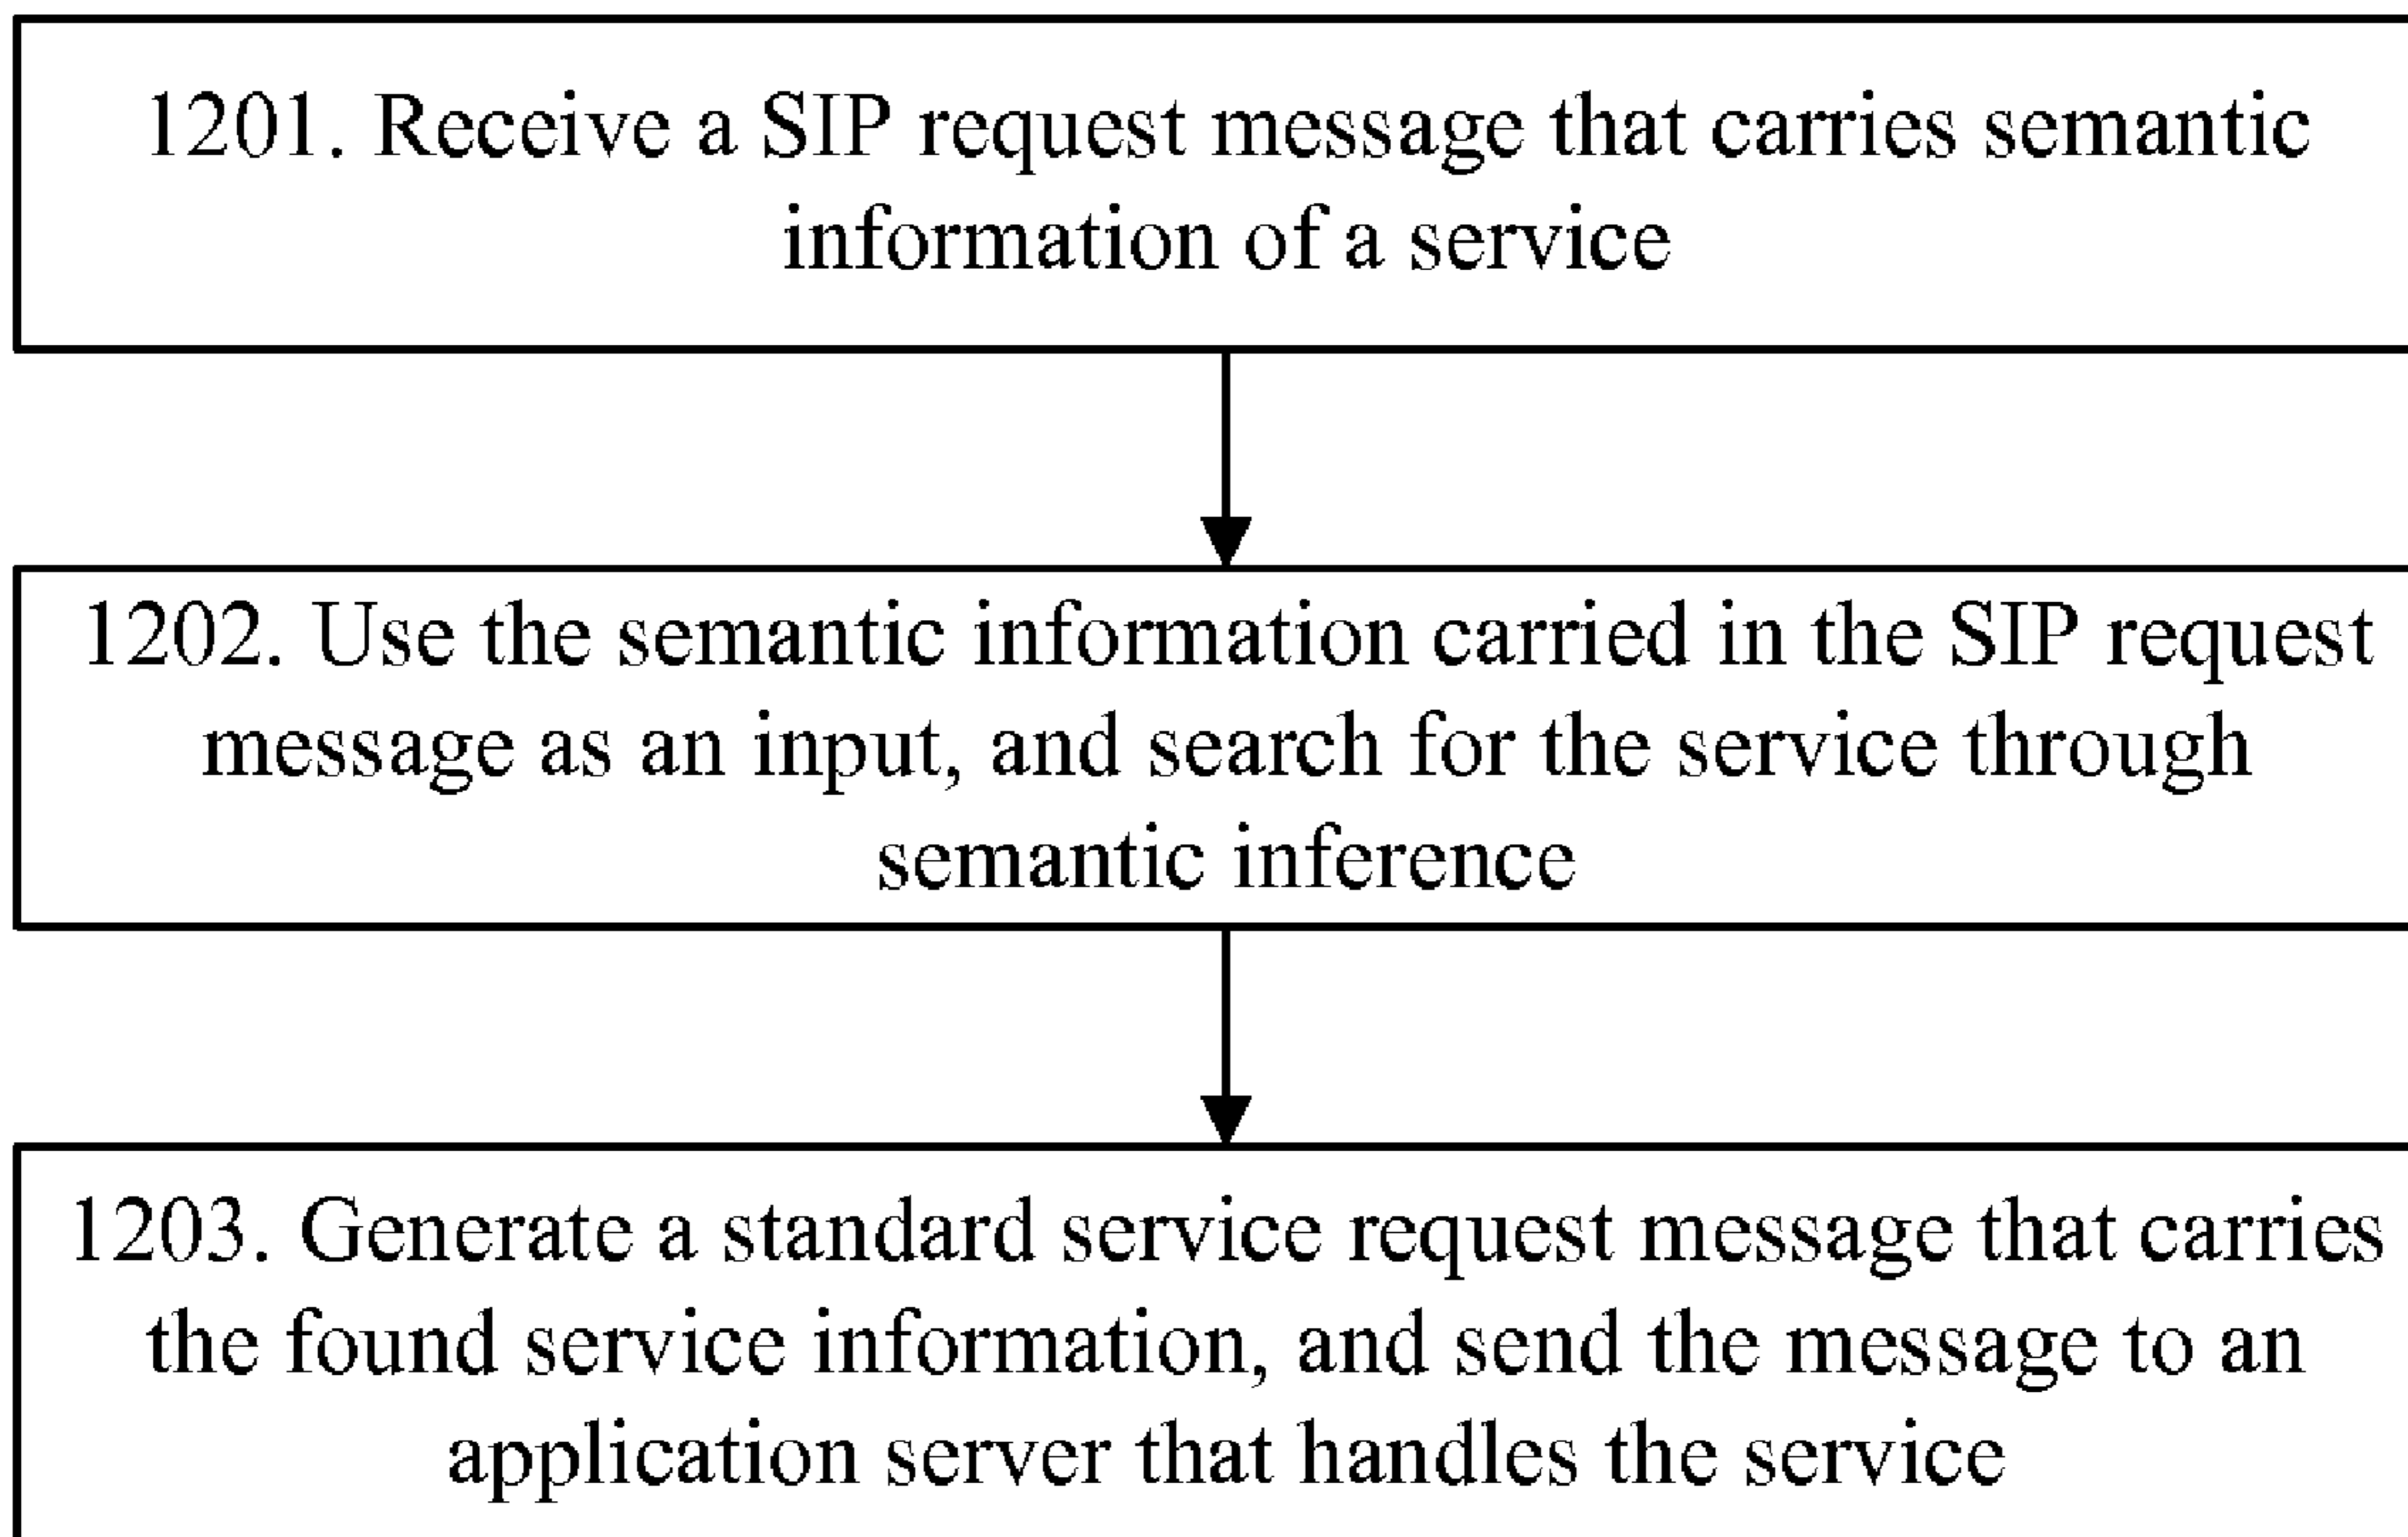 1201. Receive a SIP request message that carries semantic
information of a service
1202. Use the semantic information carried in the SIP request
message as an input, and search for the service through
semantic inference
1203. Generate a standard service request message that carries
the found service information, and send the message to an
application server that handles the service